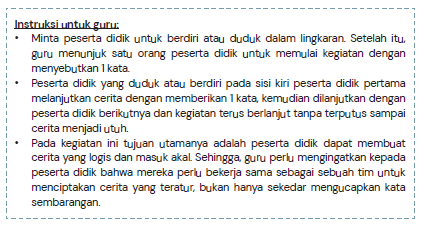 Instruksi untuk guru:
• Minta peserta didik untuk berdiri atau duduk dalam lingkaran. Setelah itu,
guru menunjuk satu orang peserta didik untuk memulai kegiatan dengan
menyebutkan 1 kata.
• Peserta didik yang duduk atau berdiri pada sisi kiri peserta didik pertama
melanjutkan cerita dengan memberikan 1 kata, kemudian dilanjutkan dengan
peserta didik berikutnya dan kegiatan terus berlanjut tanpa terputus sampai
cerita menjadi utuh.
• Pada kegiatan ini tujuan utamanya adalah peserta didik dapat membuat
cerita yang logis dan masuk akal. Sehingga, guru perlu mengingatkan kepada
peserta didik bahwa mereka perlu bekerja sama sebagai sebuah tim untuk
menciptakan cerita yang teratur, bukan hanya sekedar mengucapkan kata
sembarangan.